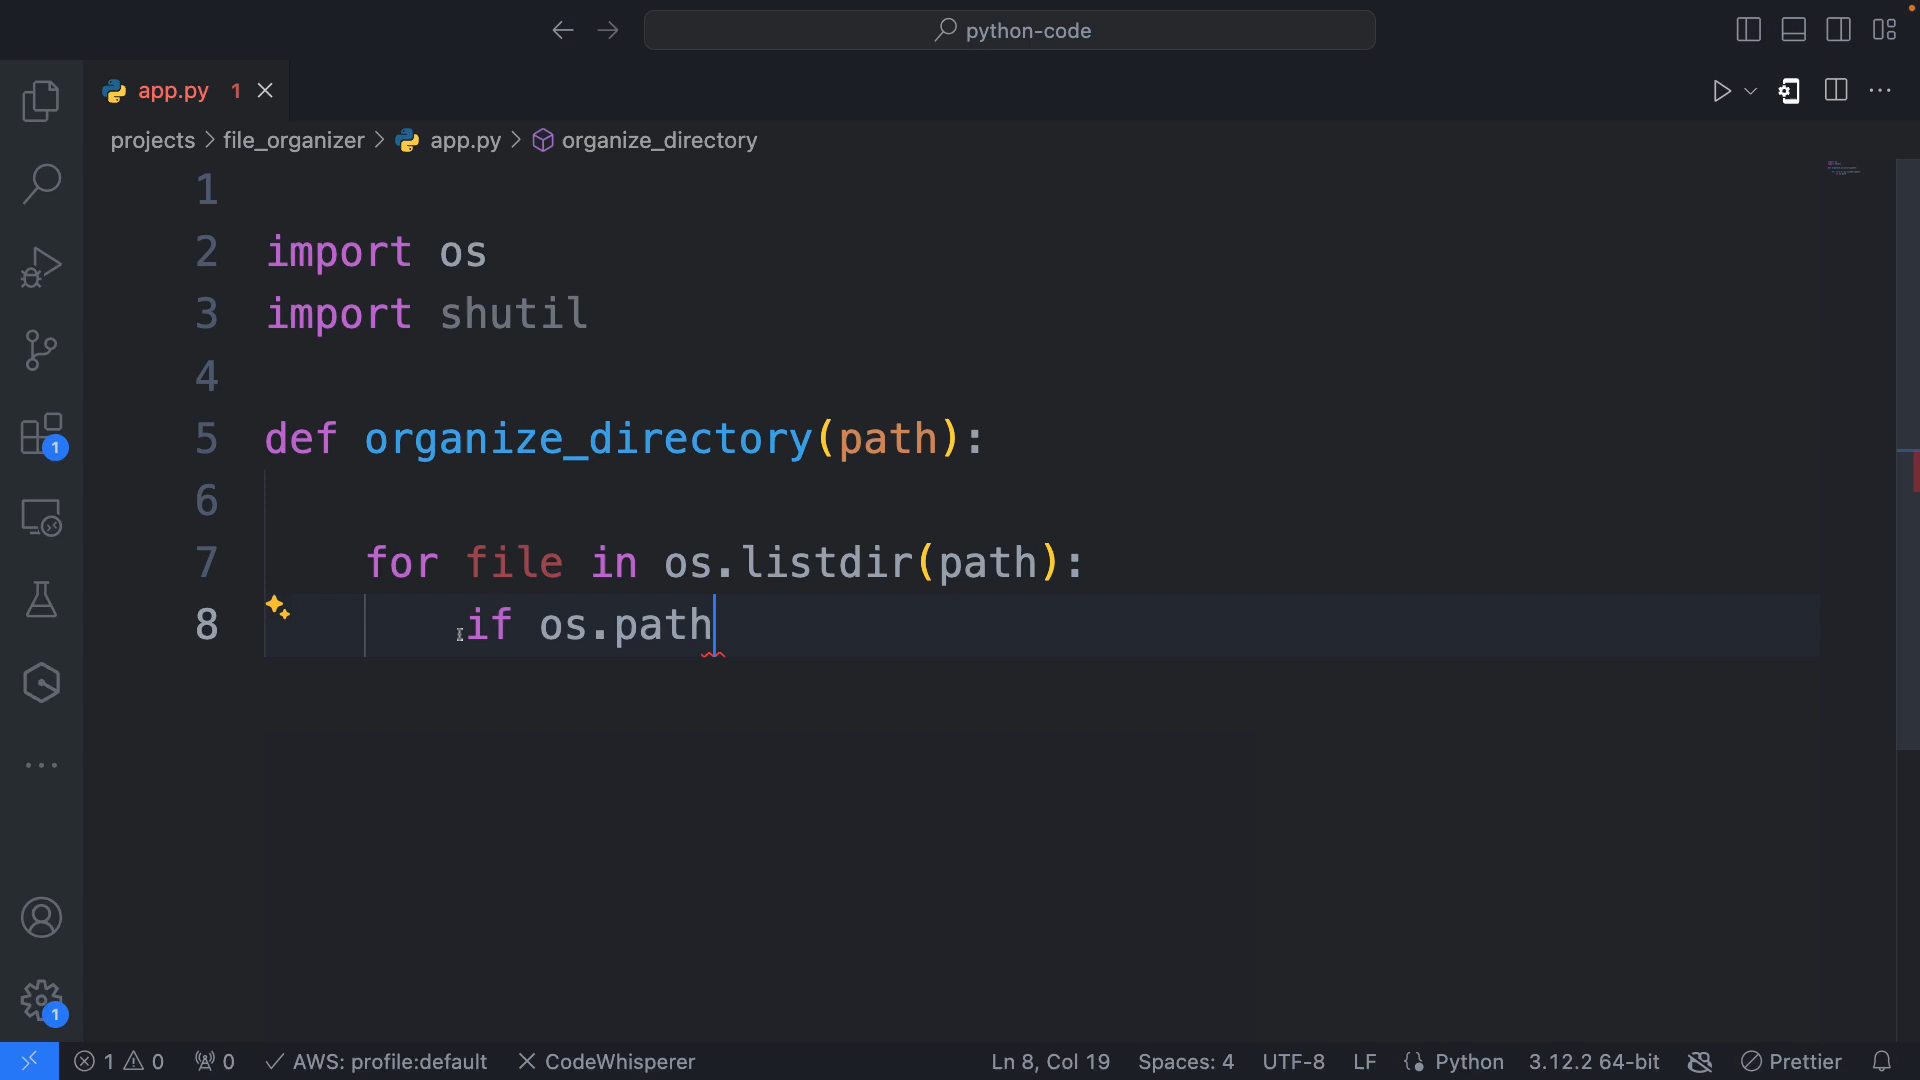 python-code
app.py 1
projects > file_organizer > app.py > organize_directory
1
2 import os
3 import shutil
4
5 def organize_directory(path):
6
7 for file in os.listdir(path):
8 if os.path
1
1
1 0 0 AWS: profile:default CodeWhisperer Ln 8, Col 19 Spaces: 4 UTF-8 LF Python 3.12.2 64-bit Prettier